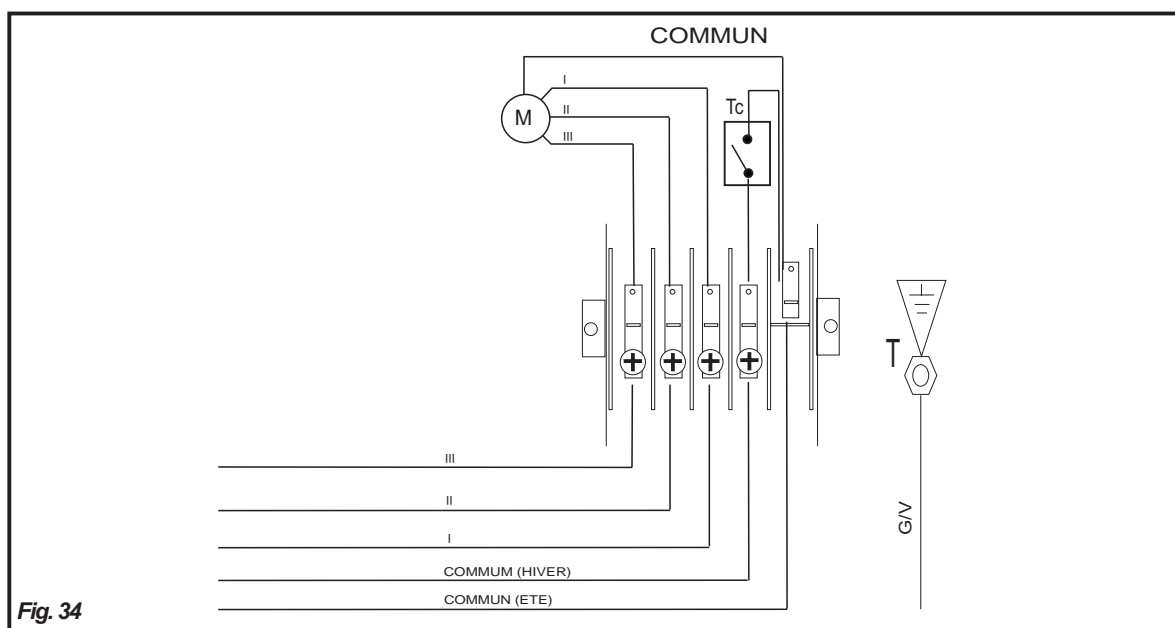 COMMUN
I
II
III
M
Tc
T
G/V
III
II
I
COMMUM (HIVER)
COMMUN (ETE)
Fig. 34